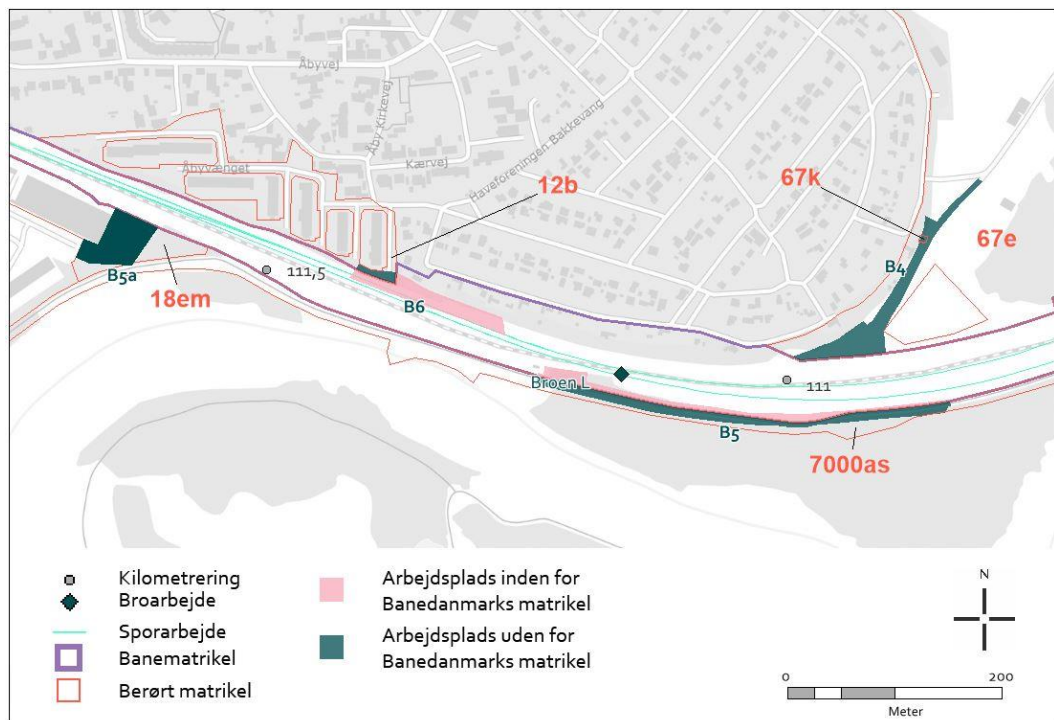 Åbyvej
Åby Kirkevej
Haveforeningen Bakkevang
Kærvej
Åbyvænget
12b
67k
67e
B4
B5a
18em
111,5
B6
Broen L
111
B5
7000as
Kilometrering
Broarbejde
Sporarbejde
Banematrikel
Berørt matrikel
Arbejdsplads inden for
Banedanmarks matrikel
Arbejdsplads uden for
Banedanmarks matrikel
N
0 200
Meter